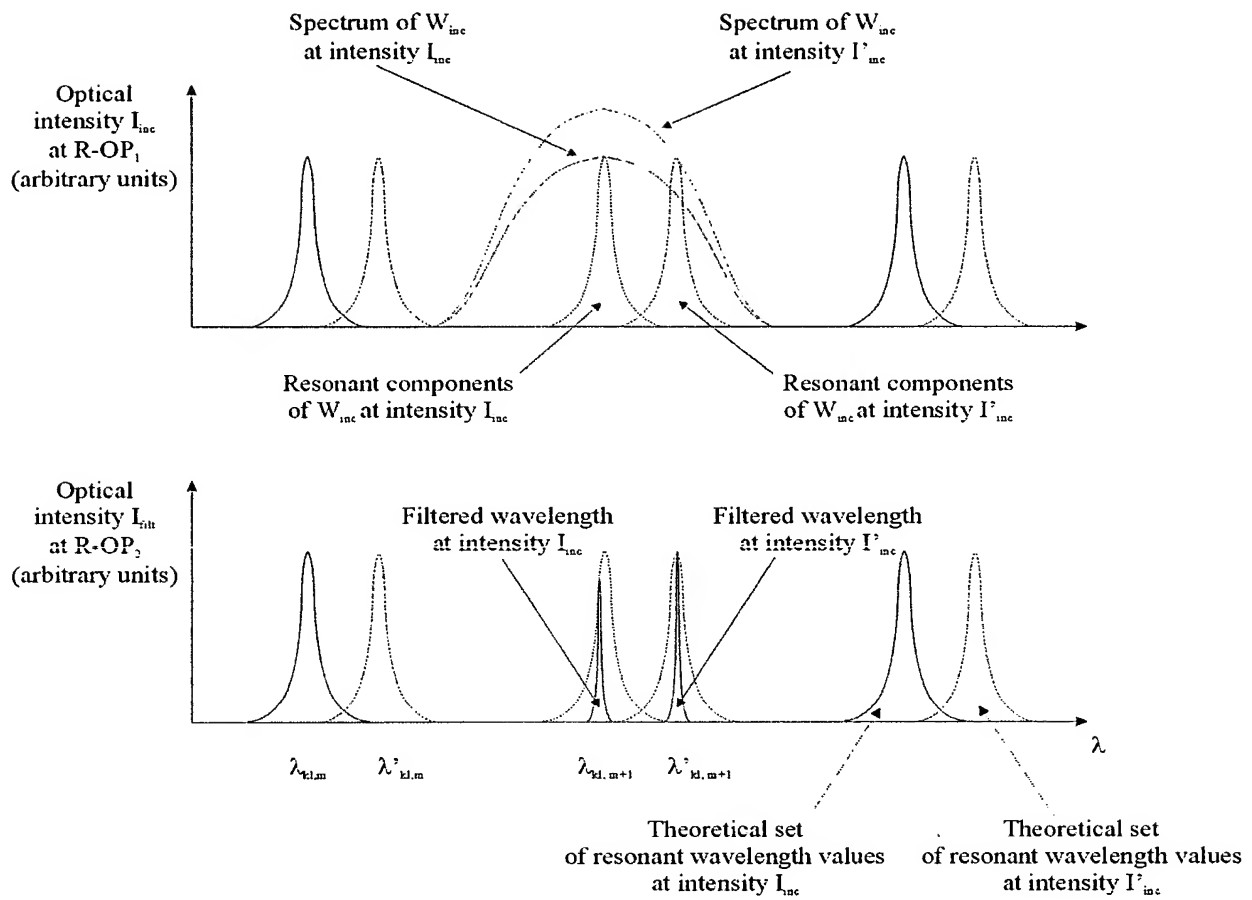 Spectrum of W_inc
at intensity I_inc
Spectrum of W_inc
at intensity I'_inc
Optical
intensity I_inc
at R-OP_1
(arbitrary units)
Resonant components
of W_inc at intensity I_inc
Resonant components
of W_inc at intensity I'_inc
Optical
intensity I_filt
at R-OP_2
(arbitrary units)
Filtered wavelength
at intensity I_inc
Filtered wavelength
at intensity I'_inc
λ
λ_kl,m
λ'_kl,m
λ_kl, m+1
λ'_kl, m+1
Theoretical set
of resonant wavelength values
at intensity I_inc
Theoretical set
of resonant wavelength values
at intensity I'_inc